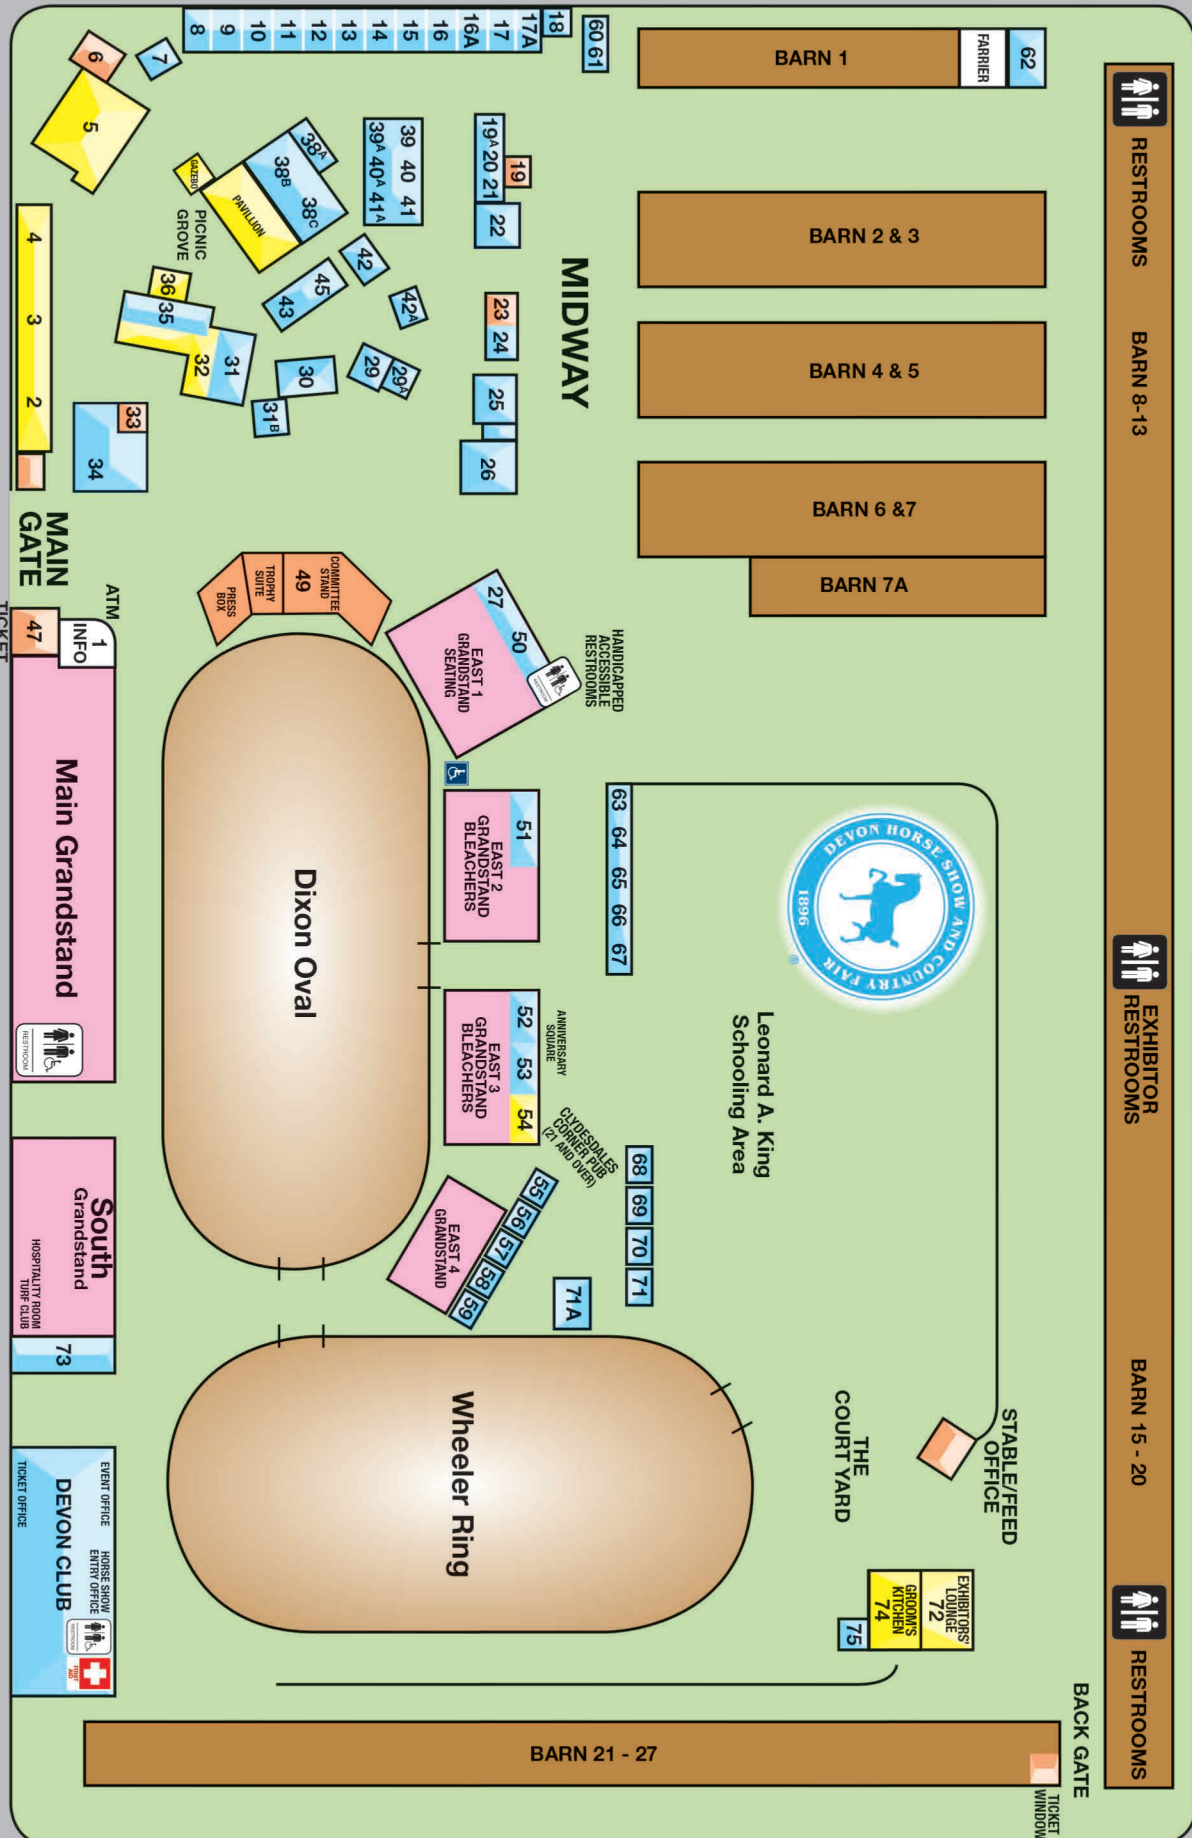 8
9
10
11
12
13
14
15
16
16A
17
17A
18
60 61
BARN 1
FARRIER
62
RESTROOMS
6
7
5
39 40 41
39A 40A 41A
19A 20 21
19
22
38A
38B
38C
GAZEBO
PAVILLION
PICNIC
GROVE
BARN 2 & 3
4
3
2
36
35
32
31
43
45
42
42A
23
24
MIDWAY
BARN 4 & 5
BARN 8-13
30
31B
29
29A
25
26
33
34
BARN 6 &7
BARN 7A
MAIN
GATE
ATM
47
TICKET
1
INFO
PRESS
BOX
TROPHY
SUITE
49
COMMITTEE
STAND
27
50
EAST 1
GRANDSTAND
SEATING
RESTROOM
HANDICAPPED
ACCESSIBLE
RESTROOMS
Main Grandstand
RESTROOM
Dixon Oval
51
EAST 2
GRANDSTAND
BLEACHERS
63 64 65 66 67
DEVON HORSE SHOW AND COUNTRY FAIR
1896
®
EXHIBITOR
RESTROOMS
52 53 54
EAST 3
GRANDSTAND
BLEACHERS
ANNIVERSARY
SQUARE
CLYDESDALES
CORNER PUB
(21 AND OVER)
Leonard A. King
Schooling Area
68
69
70
71
71A
55
56
57
58
59
EAST 4
GRANDSTAND
South
Grandstand
HOSPITALITY ROOM
TURF CLUB
73
Wheeler Ring
THE
COURT YARD
STABLE/FEED
OFFICE
BARN 15 - 20
EVENT OFFICE
HORSE SHOW
ENTRY OFFICE
DEVON CLUB
TICKET OFFICE
RESTROOM
FIRST
AID
EXHIBITORS'
LOUNGE
72
GROOM'S
KITCHEN
74
75
RESTROOMS
BACK GATE
BARN 21 - 27
TICKET
WINDOW